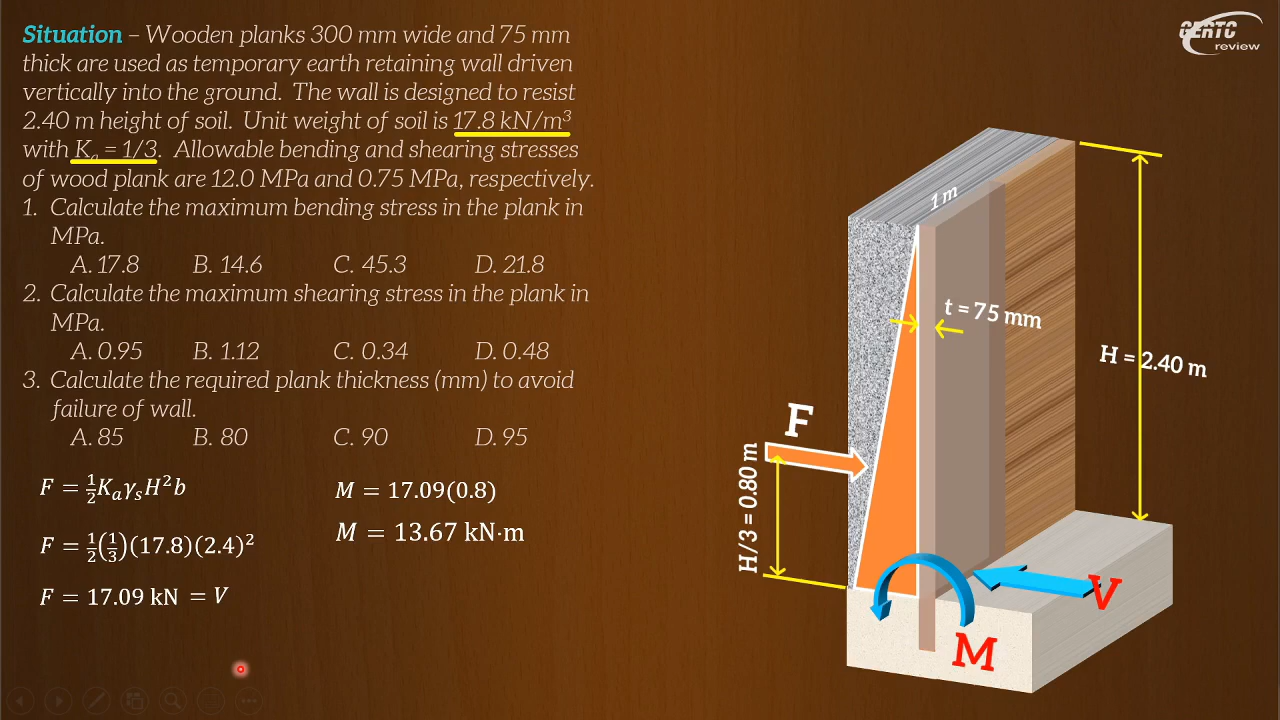 Situation – Wooden planks 300 mm wide and 75 mm
thick are used as temporary earth retaining wall driven
vertically into the ground. The wall is designed to resist
2.40 m height of soil. Unit weight of soil is 17.8 kN/m³
with Kₐ = 1/3. Allowable bending and shearing stresses
of wood plank are 12.0 MPa and 0.75 MPa, respectively.
1. Calculate the maximum bending stress in the plank in
MPa.
A. 17.8 B. 14.6 C. 45.3 D. 21.8
2. Calculate the maximum shearing stress in the plank in
MPa.
A. 0.95 B. 1.12 C. 0.34 D. 0.48
3. Calculate the required plank thickness (mm) to avoid
failure of wall.
A. 85 B. 80 C. 90 D. 95
F = ½KₐγₛH²b
F = ½(⅓)(17.8)(2.4)²
F = 17.09 kN = V
M = 17.09(0.8)
M = 13.67 kN·m
GERTC
review
1 m
t = 75 mm
H = 2.40 m
F
H/3 = 0.80 m
V
M